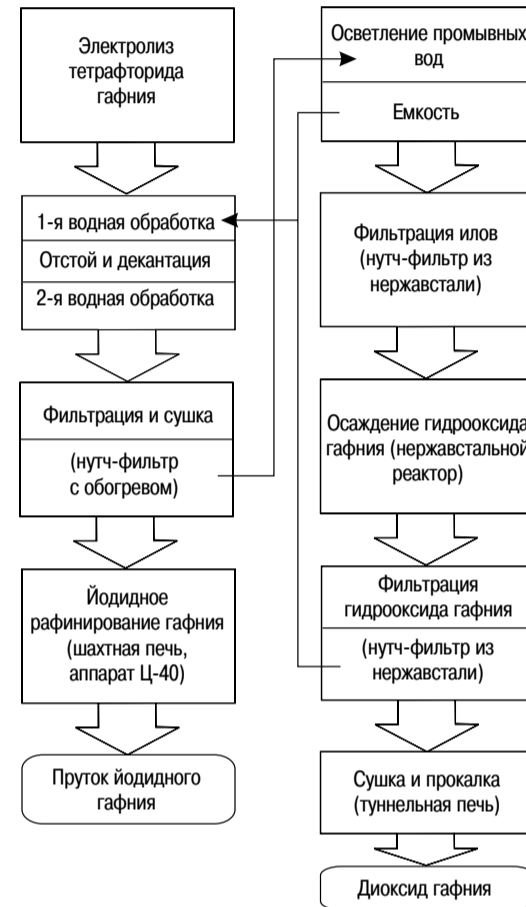 Электролиз
тетрафторида
гафния
1-я водная обработка
Отстой и декантация
2-я водная обработка
Фильтрация и сушка
(нутч-фильтр
с обогревом)
Йодидное
рафинирование гафния
(шахтная печь,
аппарат Ц-40)
Пруток йодидного
гафния
Осветление промывных
вод
Емкость
Фильтрация илов
(нутч-фильтр из
нержавстали)
Осаждение гидрооксида
гафния (нержавстальной
реактор)
Фильтрация
гидрооксида гафния
(нутч-фильтр из
нержавстали)
Сушка и прокалка
(туннельная печь)
Диоксид гафния